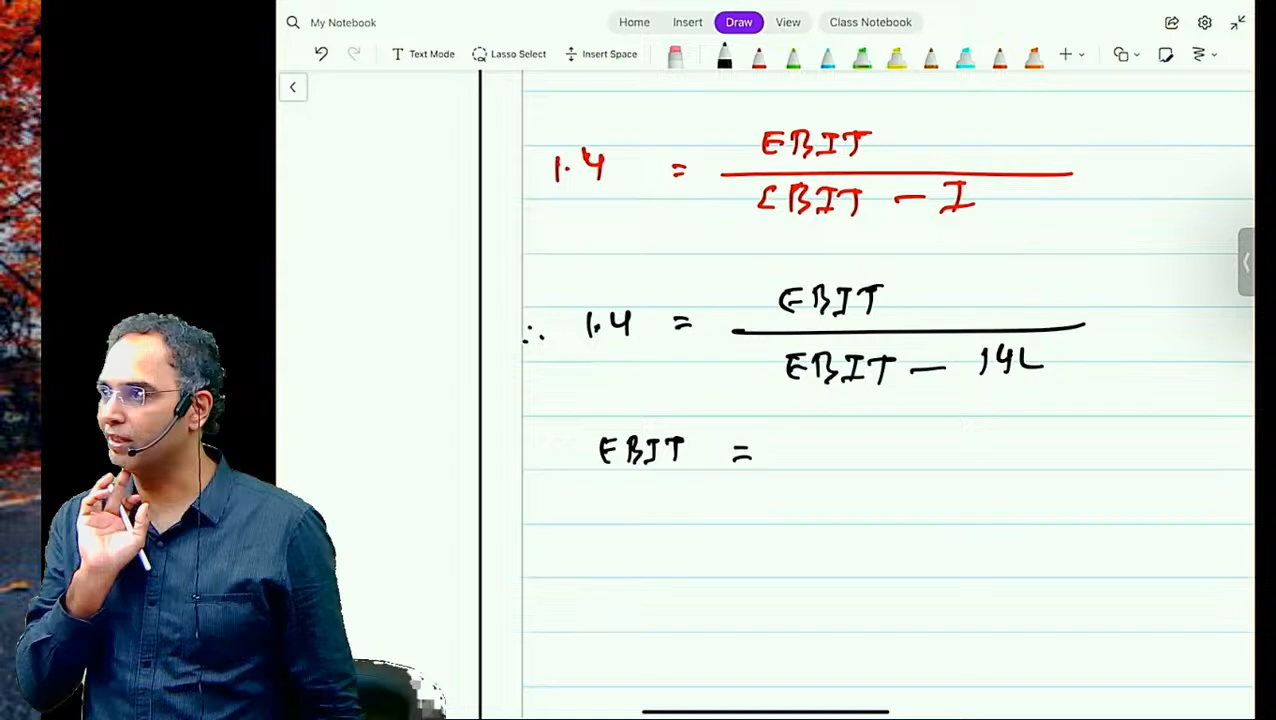 My Notebook
Home Insert Draw View Class Notebook
Text Mode Lasso Select Insert Space
1.4 = EBIT
EBIT - I
∴ 1.4 = EBIT
EBIT - 14L
EBIT =